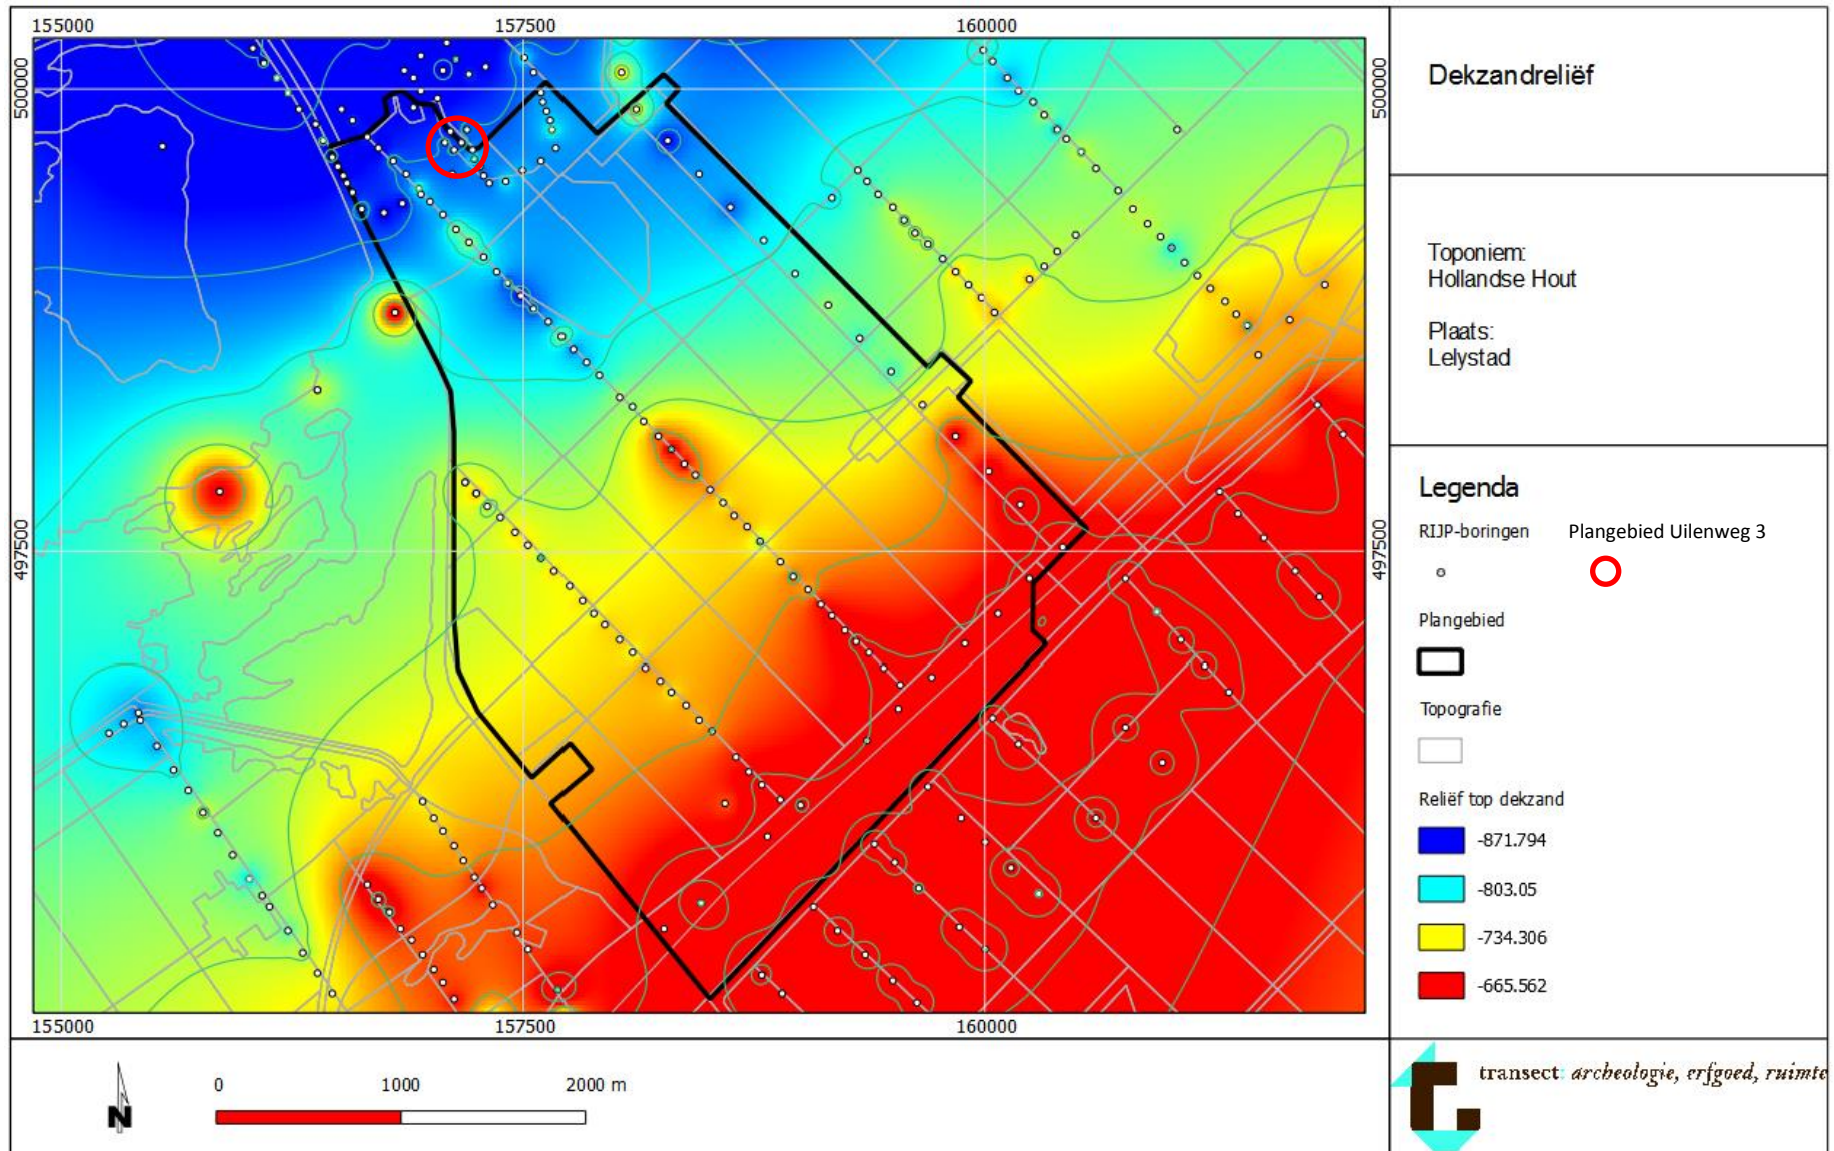 155000 157500 160000
500000 500000
497500 497500
155000 157500 160000
0 1000 2000 m
N
Dekzandreliëf
Toponiem:
Hollandse Hout
Plaats:
Lelystad
Legenda
RIJP-boringen Plangebied Uilenweg 3
Plangebied
Topografie
Reliëf top dekzand
-871.794
-803.05
-734.306
-665.562
transect: archeologie, erfgoed, ruimte